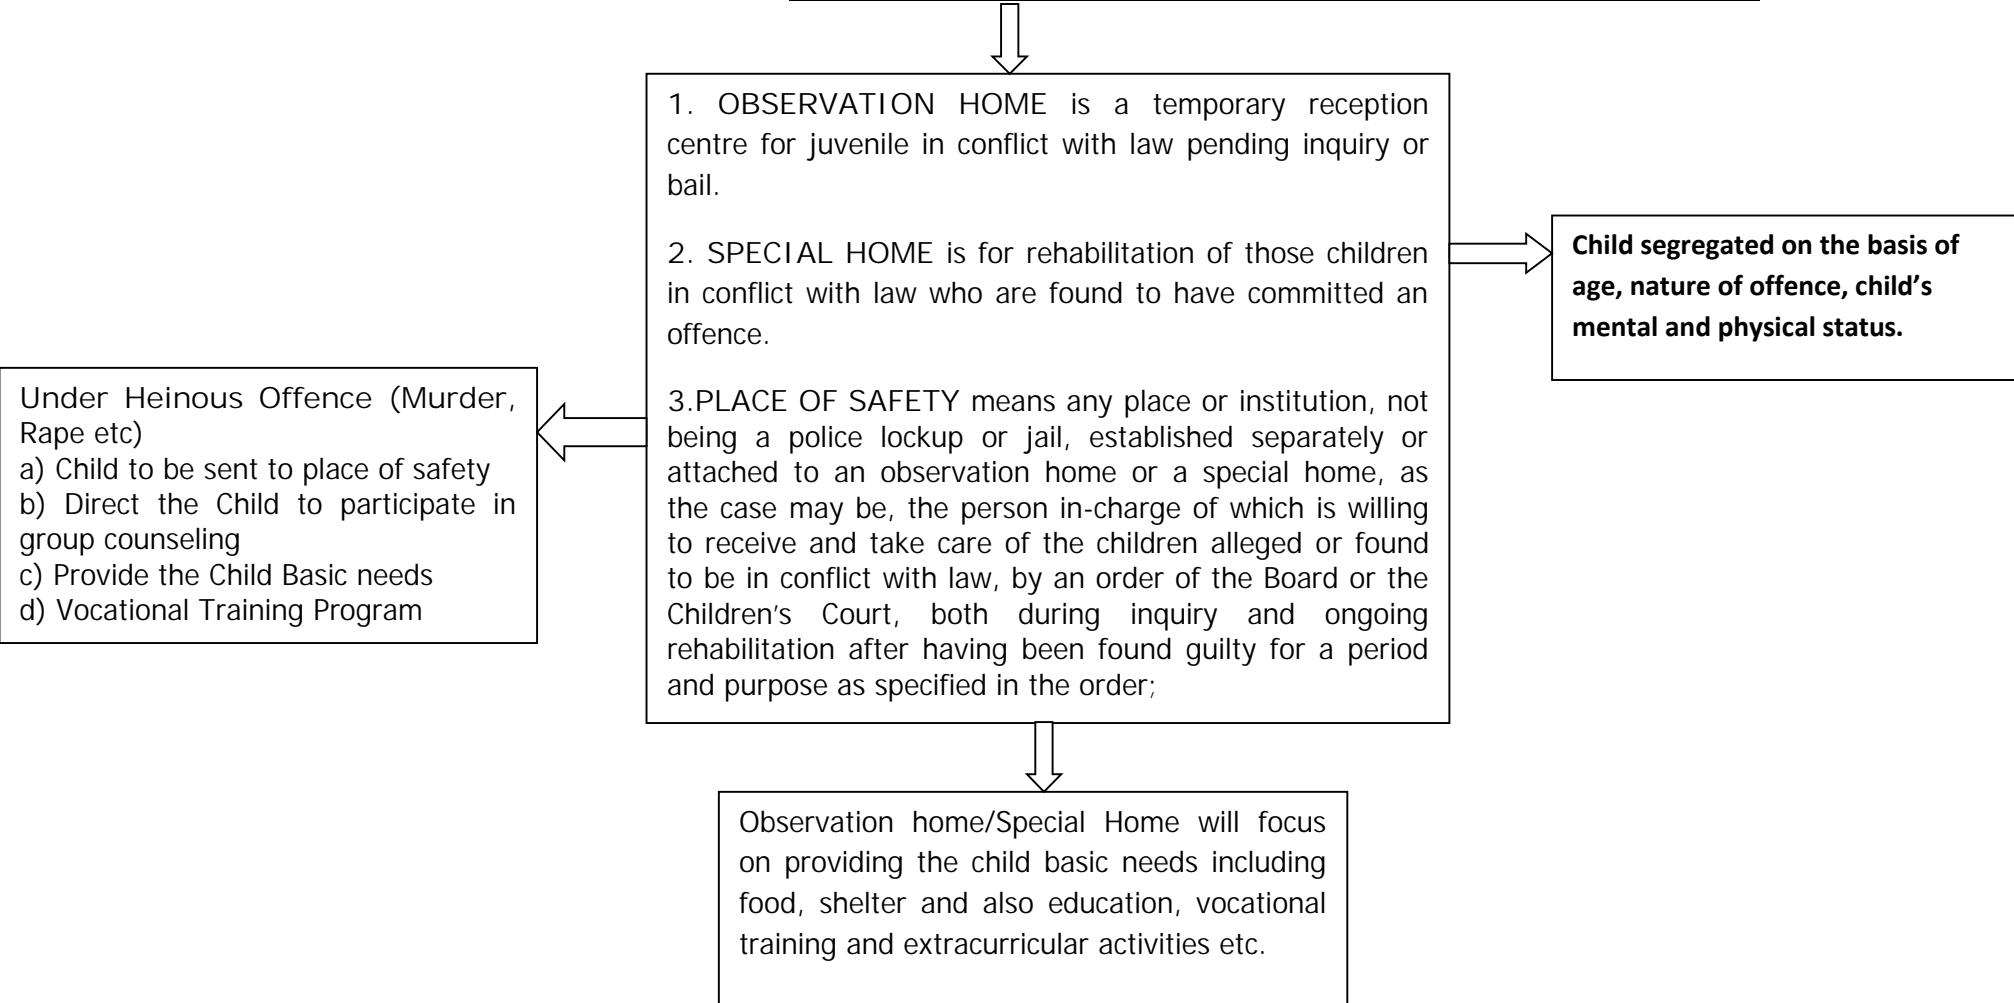 1. OBSERVATION HOME is a temporary reception
centre for juvenile in conflict with law pending inquiry or
bail.
2. SPECIAL HOME is for rehabilitation of those children
in conflict with law who are found to have committed an
offence.
3.PLACE OF SAFETY means any place or institution, not
being a police lockup or jail, established separately or
attached to an observation home or a special home, as
the case may be, the person in-charge of which is willing
to receive and take care of the children alleged or found
to be in conflict with law, by an order of the Board or the
Children's Court, both during inquiry and ongoing
rehabilitation after having been found guilty for a period
and purpose as specified in the order;
Child segregated on the basis of
age, nature of offence, child’s
mental and physical status.
Under Heinous Offence (Murder,
Rape etc)
a) Child to be sent to place of safety
b) Direct the Child to participate in
group counseling
c) Provide the Child Basic needs
d) Vocational Training Program
Observation home/Special Home will focus
on providing the child basic needs including
food, shelter and also education, vocational
training and extracurricular activities etc.